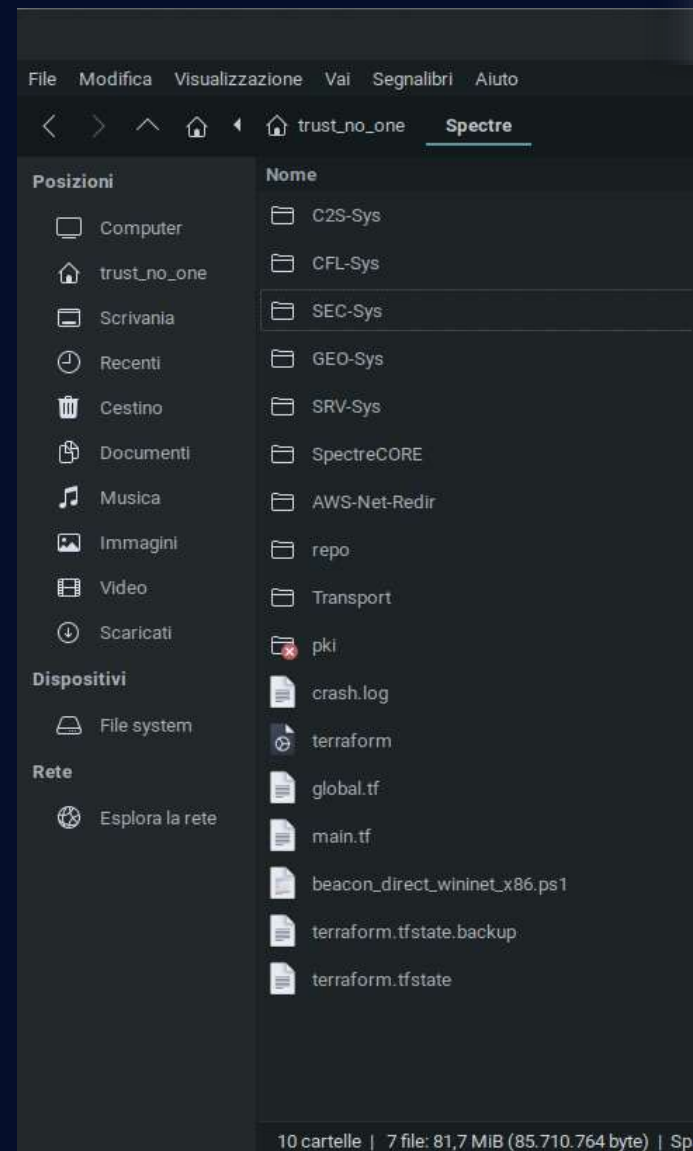 File Modifica Visualizzazione Vai Segnalibri Aiuto
trust_no_one Spectre
Posizioni
Computer
trust_no_one
Scrivania
Recenti
Cestino
Documenti
Musica
Immagini
Video
Scaricati
Dispositivi
File system
Rete
Esplora la rete
Nome
C2S-Sys
CFL-Sys
SEC-Sys
GEO-Sys
SRV-Sys
SpectreCORE
AWS-Net-Redir
repo
Transport
pki
crash.log
terraform
global.tf
main.tf
beacon_direct_wininet_x86.ps1
terraform.tfstate.backup
terraform.tfstate
10 cartelle | 7 file: 81,7 MiB (85.710.764 byte) | Sp